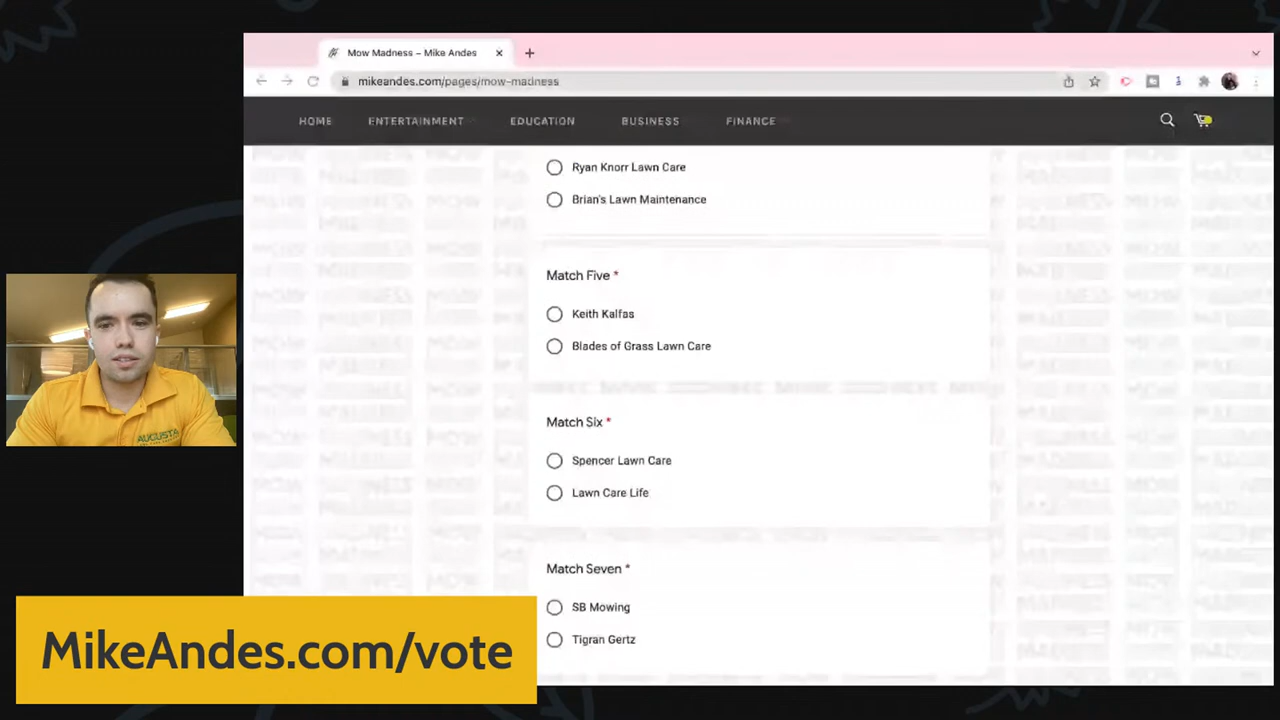 Mow Madness – Mike Andes
mikeandes.com/pages/mow-madness
HOME ENTERTAINMENT EDUCATION BUSINESS FINANCE
Ryan Knorr Lawn Care
Brian's Lawn Maintenance
Match Five *
Keith Kalfas
Blades of Grass Lawn Care
Match Six *
Spencer Lawn Care
Lawn Care Life
Match Seven *
SB Mowing
Tigran Gertz
AUGUSTA
MikeAndes.com/vote